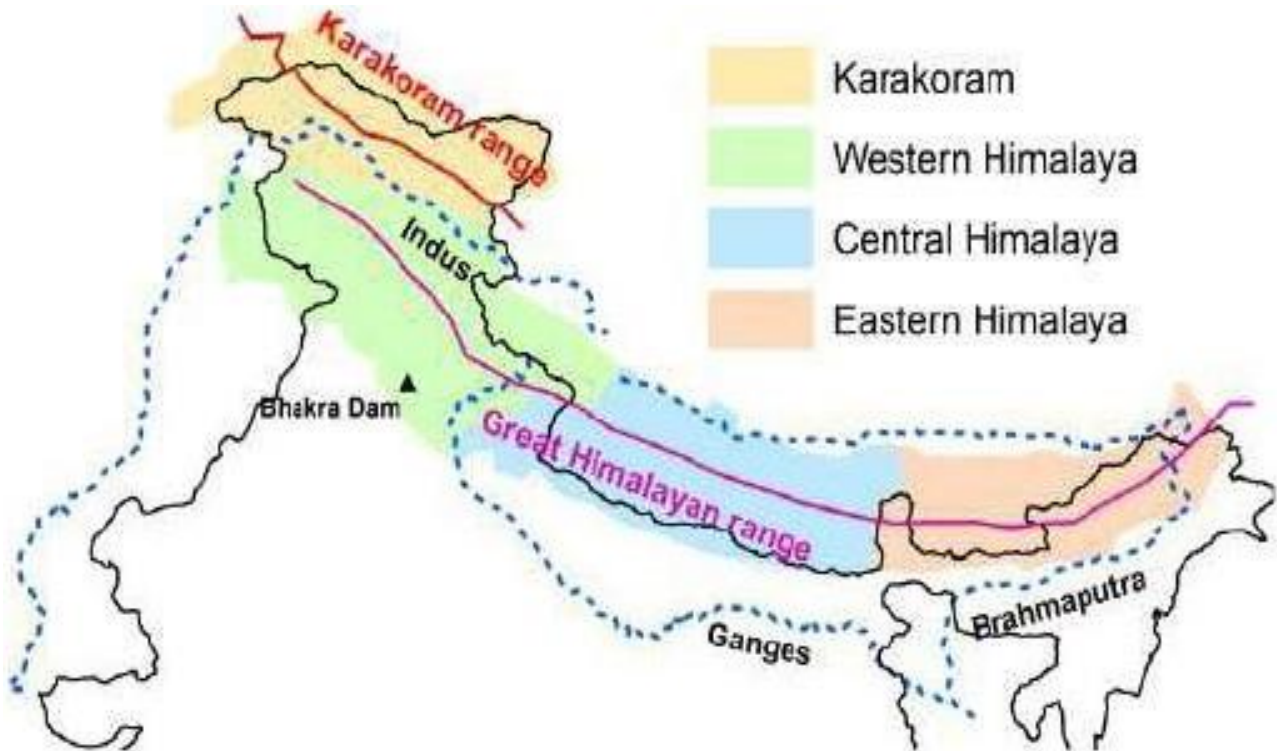 Karakoram range
Karakoram
Western Himalaya
Central Himalaya
Eastern Himalaya
Indus
Bhakra Dam
Great Himalayan range
Brahmaputra
Ganges